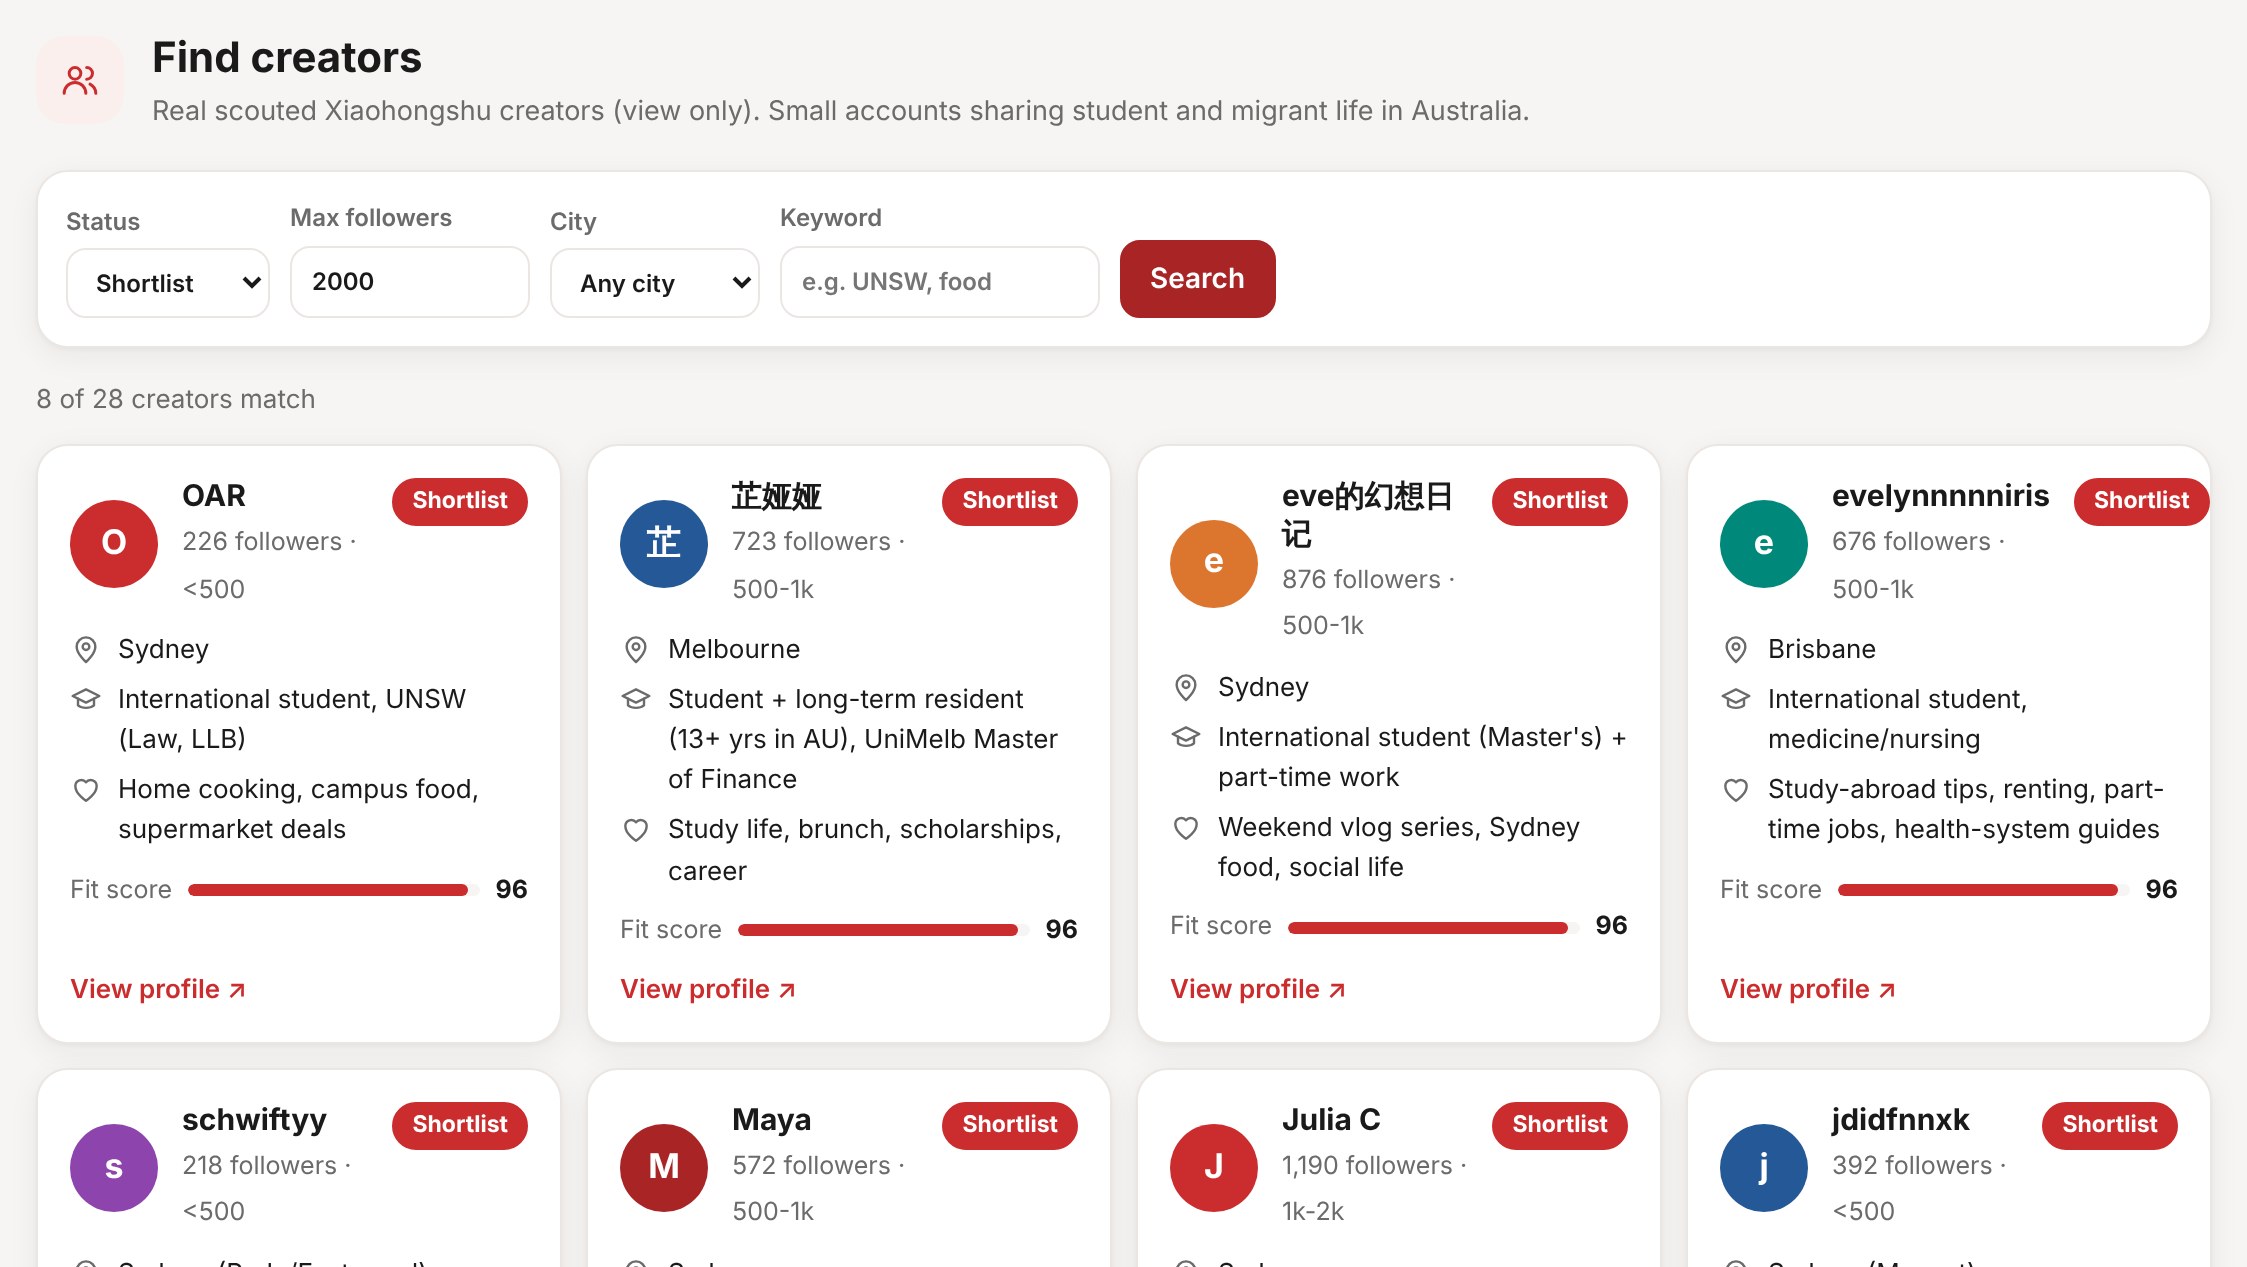 Find creators
Real scouted Xiaohongshu creators (view only). Small accounts sharing student and migrant life in Australia.
Status
Max followers
City
Keyword
Shortlist
2000
Any city
e.g. UNSW, food
Search
8 of 28 creators match
O
OAR
Shortlist
226 followers ·
<500
Sydney
International student, UNSW
(Law, LLB)
Home cooking, campus food,
supermarket deals
Fit score
96
View profile ↗
芷
芷娅娅
Shortlist
723 followers ·
500-1k
Melbourne
Student + long-term resident
(13+ yrs in AU), UniMelb Master
of Finance
Study life, brunch, scholarships,
career
Fit score
96
View profile ↗
e
eve的幻想日
记
Shortlist
876 followers ·
500-1k
Sydney
International student (Master's) +
part-time work
Weekend vlog series, Sydney
food, social life
Fit score
96
View profile ↗
e
evelynnnnniris
Shortlist
676 followers ·
500-1k
Brisbane
International student,
medicine/nursing
Study-abroad tips, renting, part-
time jobs, health-system guides
Fit score
96
View profile ↗
s
schwiftyy
Shortlist
218 followers ·
<500
M
Maya
Shortlist
572 followers ·
500-1k
J
Julia C
Shortlist
1,190 followers ·
1k-2k
j
jdidfnnxk
Shortlist
392 followers ·
<500